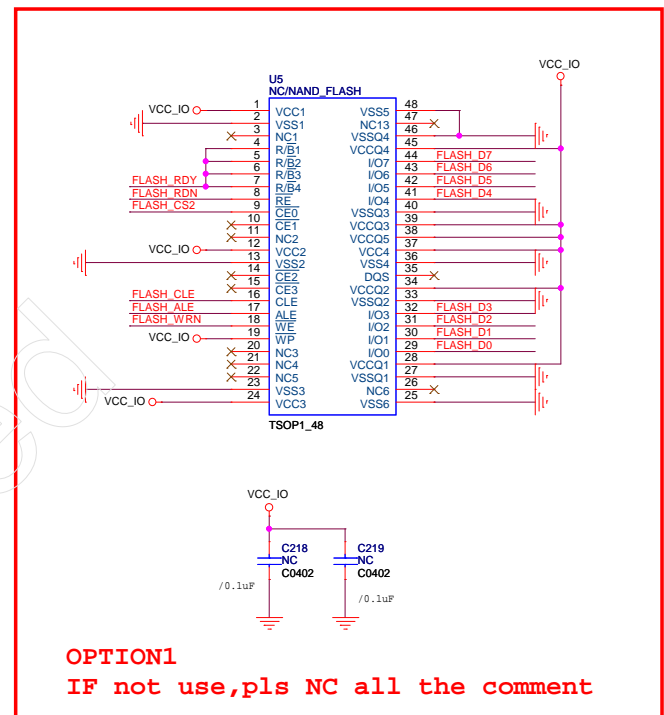 VCC_IO
U5
NC/NAND_FLASH
VCC_IO 1 VCC1 VSS5 48
2 VSS1 NC13 47
3 NC1 VSSQ4 46
4 R/B1 VCCQ4 45
5 R/B2 I/O7 44 FLASH_D7
6 R/B3 I/O6 43 FLASH_D6
FLASH_RDY 7 R/B4 I/O5 42 FLASH_D5
FLASH_RDN 8 RE I/O4 41 FLASH_D4
FLASH_CS2 9 CE0 VSSQ3 40
10 CE1 VCCQ3 39
11 NC2 VCCQ5 38
VCC_IO 12 VCC2 VCC4 37
13 VSS2 VSS4 36
14 CE2 DQS 35
15 CE3 VCCQ2 34
FLASH_CLE 16 CLE VSSQ2 33
FLASH_ALE 17 ALE I/O3 32 FLASH_D3
FLASH_WRN 18 WE I/O2 31 FLASH_D2
VCC_IO 19 WP I/O1 30 FLASH_D1
20 NC3 I/O0 29 FLASH_D0
21 NC4 VCCQ1 28
22 NC5 VSSQ1 27
23 VSS3 NC6 26
VCC_IO 24 VCC3 VSS6 25
TSOP1_48
VCC_IO
C218 C219
NC NC
C0402 C0402
/0.1uF /0.1uF
OPTION1
IF not use,pls NC all the comment